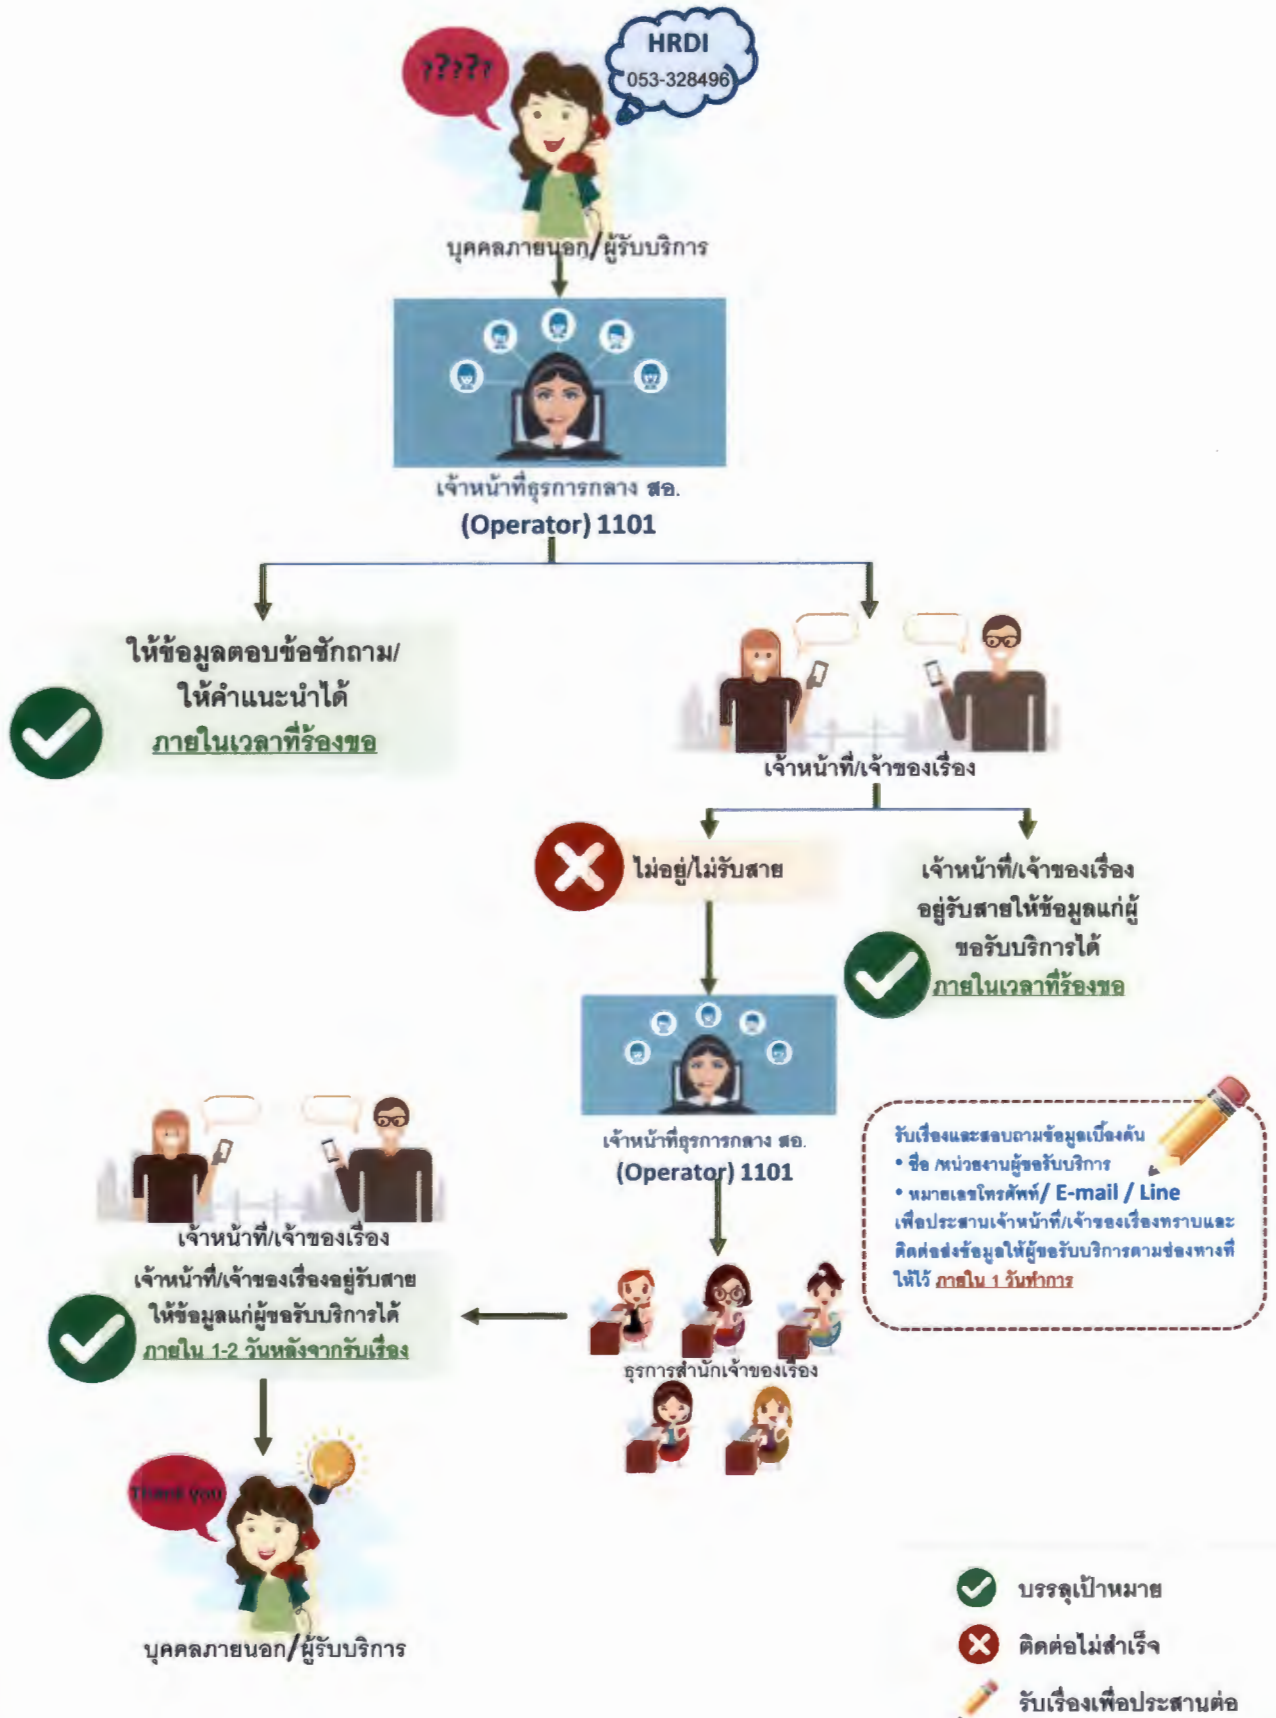 ????
HRDI
053-328496
บุคคลภายนอก/ผู้รับบริการ
เจ้าหน้าที่ธุรการกลาง สอ.
(Operator) 1101
ให้ข้อมูลตอบข้อซักถาม/
ให้คำแนะนำได้
ภายในเวลาที่ร้องขอ
เจ้าหน้าที่/เจ้าของเรื่อง
ไม่อยู่/ไม่รับสาย
เจ้าหน้าที่/เจ้าของเรื่อง
อยู่รับสายให้ข้อมูลแก่ผู้
ขอรับบริการได้
ภายในเวลาที่ร้องขอ
เจ้าหน้าที่ธุรการกลาง สอ.
(Operator) 1101
รับเรื่องและสอบถามข้อมูลเบื้องต้น
• ชื่อ /หน่วยงานผู้ขอรับบริการ
• หมายเลขโทรศัพท์/ E-mail / Line
เพื่อประสานเจ้าหน้าที่/เจ้าของเรื่องทราบและ
ติดต่อส่งข้อมูลให้ผู้ขอรับบริการตามช่องทางที่
ให้ไว้ ภายใน 1 วันทำการ
ธุรการสำนักเจ้าของเรื่อง
เจ้าหน้าที่/เจ้าของเรื่อง
เจ้าหน้าที่/เจ้าของเรื่องอยู่รับสาย
ให้ข้อมูลแก่ผู้ขอรับบริการได้
ภายใน 1-2 วันหลังจากรับเรื่อง
Thank you
บุคคลภายนอก/ผู้รับบริการ
บรรลุเป้าหมาย
ติดต่อไม่สำเร็จ
รับเรื่องเพื่อประสานต่อ